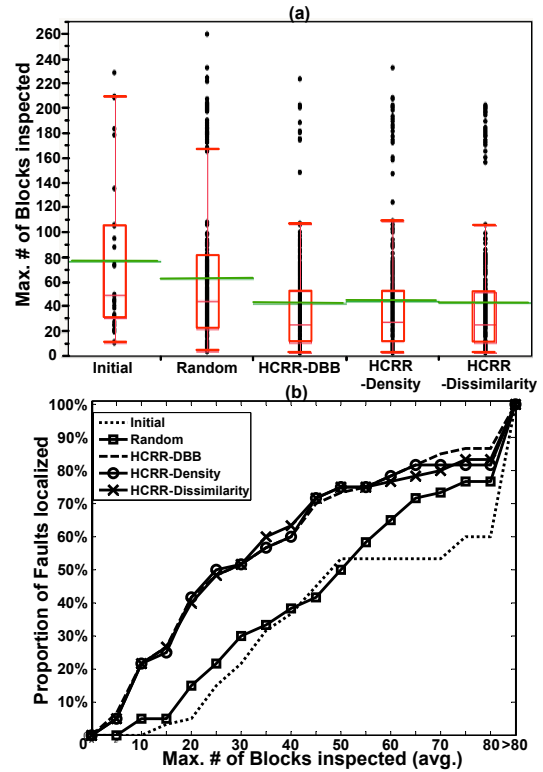 (a)
Max. # of Blocks inspected
260
240
220
200
180
160
140
120
100
80
60
40
20
0
Initial
Random
HCRR-DBB
HCRR
-Density
HCRR
-Dissimilarity
(b)
Proportion of Faults localized
100%
90%
80%
70%
60%
50%
40%
30%
20%
10%
0
Initial
Random
HCRR-DBB
HCRR-Density
HCRR-Dissimilarity
10 20 30 40 50 60 70 80 >80
Max. # of Blocks inspected (avg.)